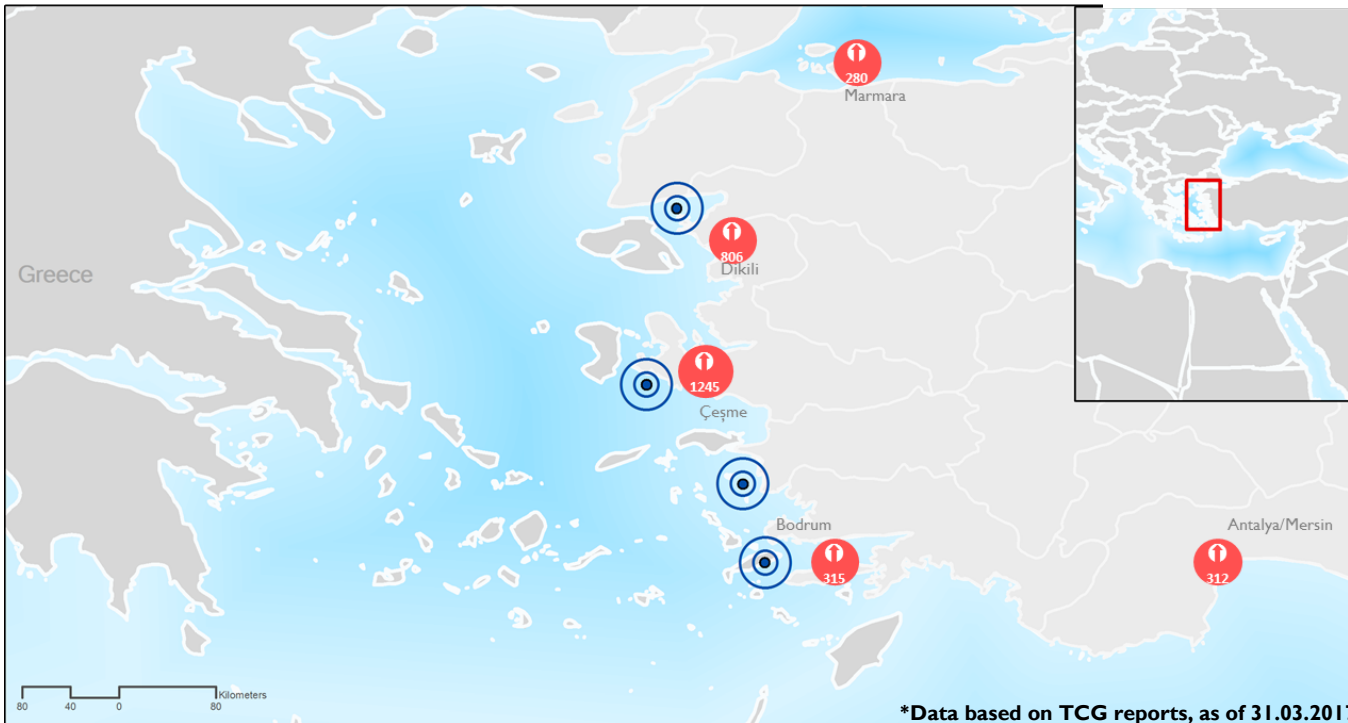 280
Marmara
806
Dikili
Greece
1245
Çeşme
Bodrum
315
Antalya/Mersin
312
Kilometers
80 40 0 80
*Data based on TCG reports, as of 31.03.2017